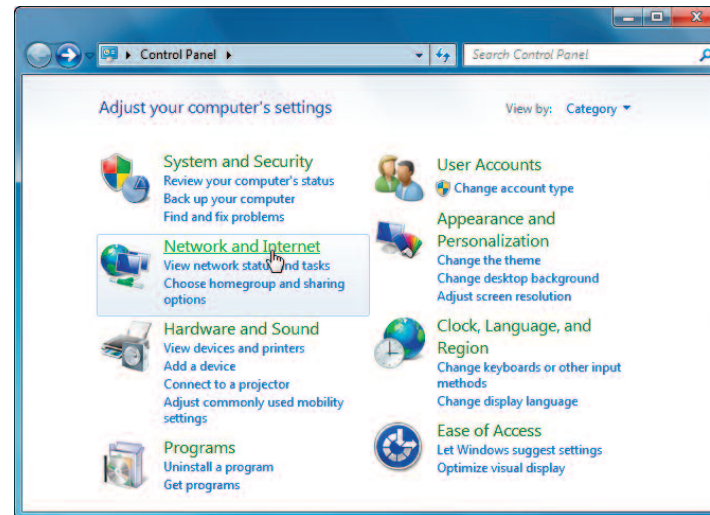 Control Panel
Search Control Panel
Adjust your computer's settings
View by: Category
System and Security
Review your computer's status
Back up your computer
Find and fix problems
Network and Internet
View network status and tasks
Choose homegroup and sharing
options
Hardware and Sound
View devices and printers
Add a device
Connect to a projector
Adjust commonly used mobility
settings
Programs
Uninstall a program
Get programs
User Accounts
Change account type
Appearance and
Personalization
Change the theme
Change desktop background
Adjust screen resolution
Clock, Language, and
Region
Change keyboards or other input
methods
Change display language
Ease of Access
Let Windows suggest settings
Optimize visual display